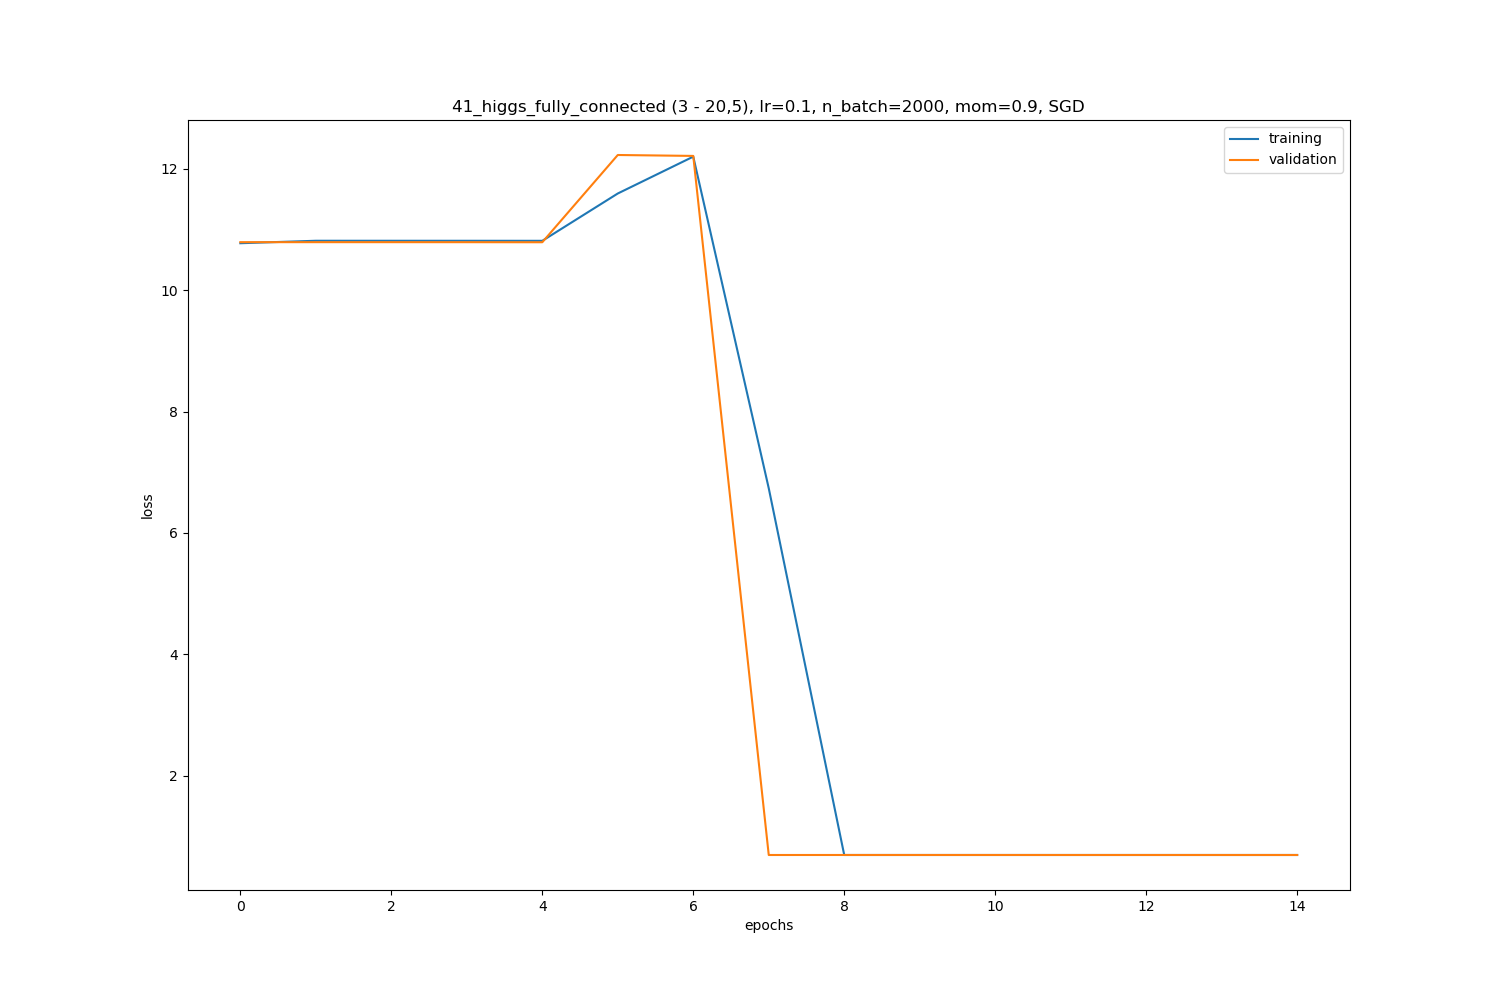 41_higgs_fully_connected (3 - 20,5), lr=0.1, n_batch=2000, mom=0.9, SGD
training
validation
12
10
8
6
4
2
loss
0 2 4 6 8 10 12 14
epochs